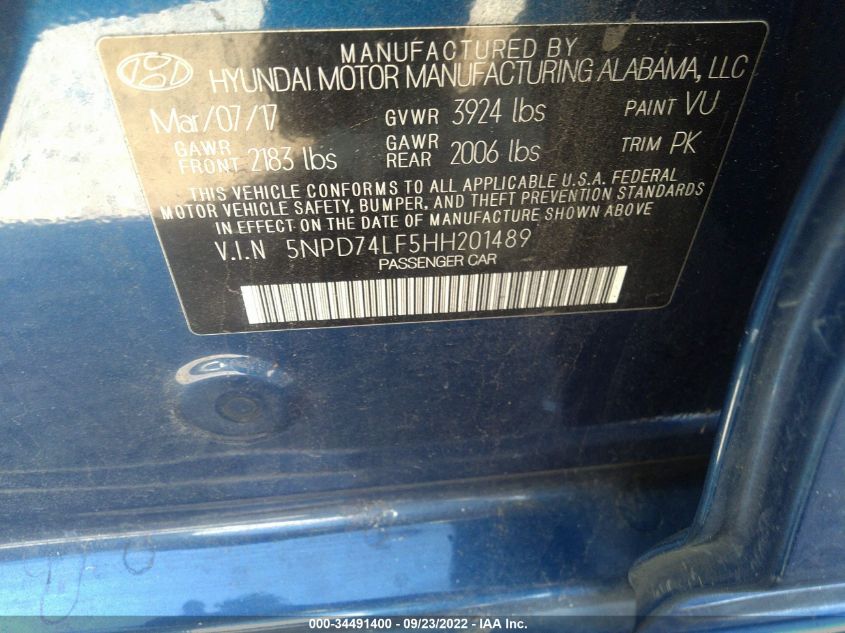 MANUFACTURED BY
HYUNDAI MOTOR MANUFACTURING ALABAMA, LLC
Mar/07/17 GVWR 3924 lbs PAINT VU
GAWR FRONT 2183 lbs GAWR REAR 2006 lbs TRIM PK
THIS VEHICLE CONFORMS TO ALL APPLICABLE U.S.A. FEDERAL
MOTOR VEHICLE SAFETY, BUMPER, AND THEFT PREVENTION STANDARDS
IN EFFECT ON THE DATE OF MANUFACTURE SHOWN ABOVE
V.I.N 5NPD74LF5HH201489
PASSENGER CAR
000-34491400 - 09/23/2022 - IAA Inc.